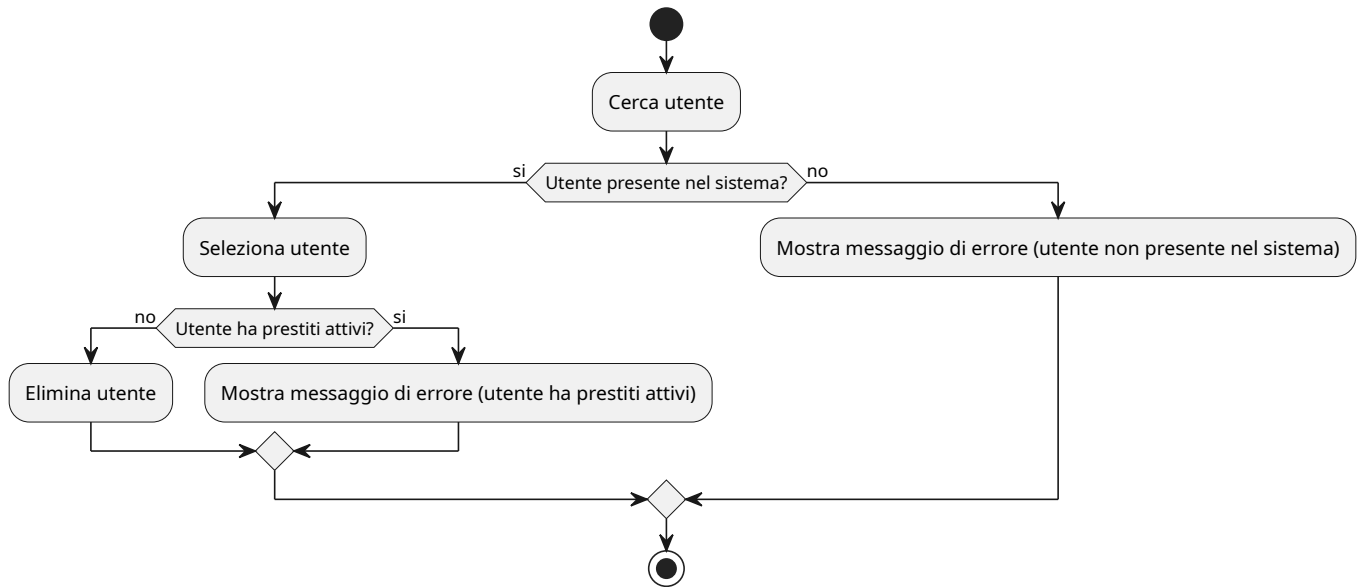 Cerca utente
si
Utente presente nel sistema?
no
Seleziona utente
Mostra messaggio di errore (utente non presente nel sistema)
no
Utente ha prestiti attivi?
si
Elimina utente
Mostra messaggio di errore (utente ha prestiti attivi)